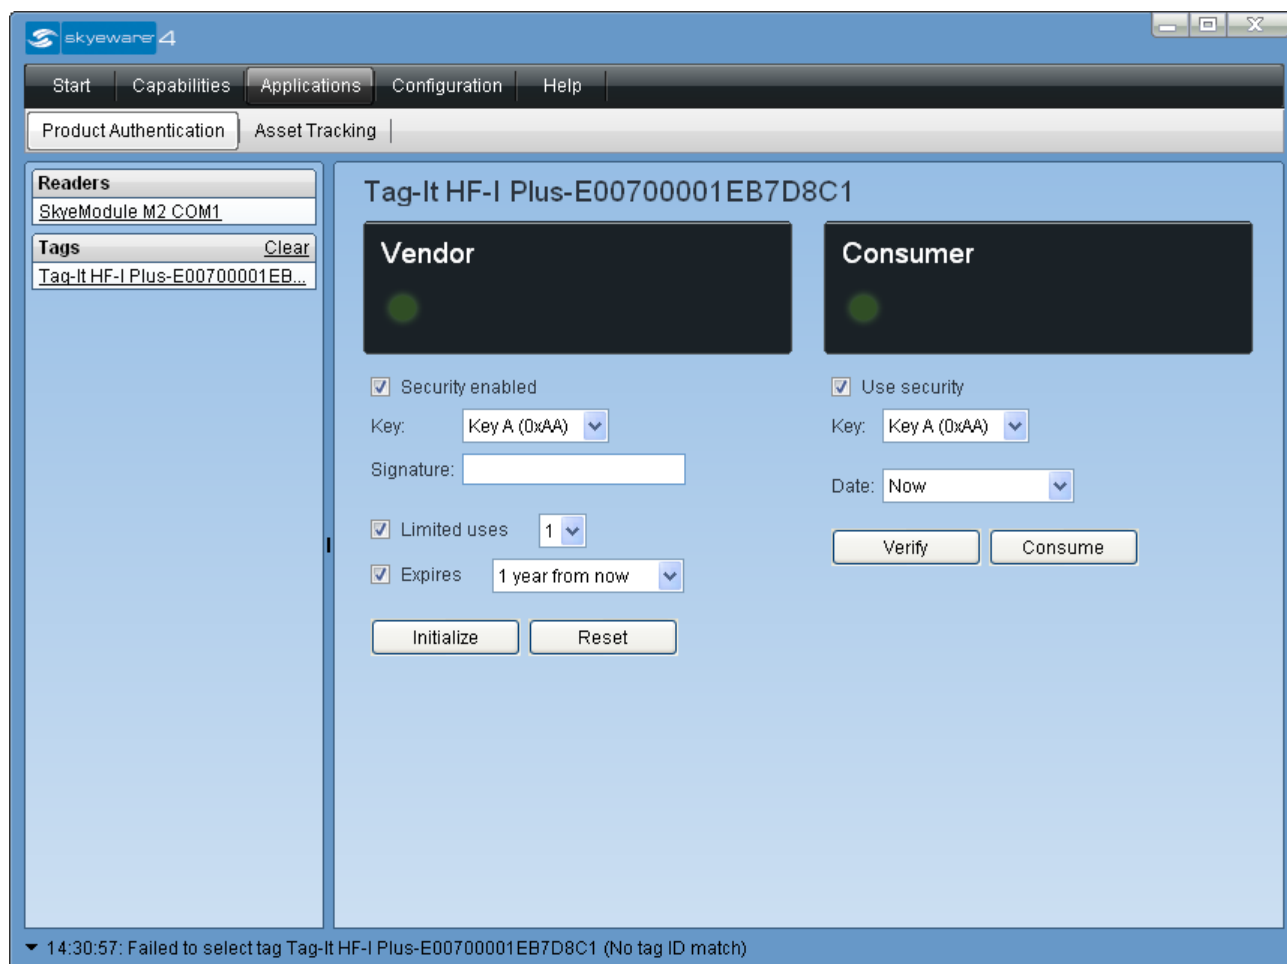 skyeware 4
Start Capabilities Applications Configuration Help
Product Authentication Asset Tracking
Readers
SkyeModule M2 COM1
Tags Clear
Tag-It HF-I Plus-E00700001EB...
Tag-It HF-I Plus-E00700001EB7D8C1
Vendor
Security enabled
Key: Key A (0xAA)
Signature:
Limited uses 1
Expires 1 year from now
Initialize Reset
Consumer
Use security
Key: Key A (0xAA)
Date: Now
Verify Consume
14:30:57: Failed to select tag Tag-It HF-I Plus-E00700001EB7D8C1 (No tag ID match)